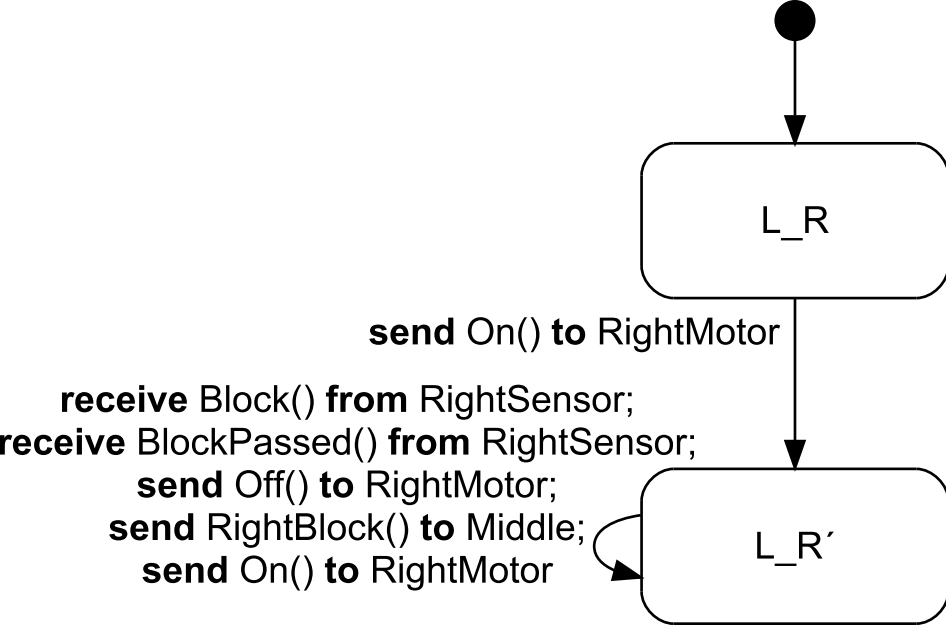 L_R
send On() to RightMotor
receive Block() from RightSensor;
receive BlockPassed() from RightSensor;
send Off() to RightMotor;
send RightBlock() to Middle;
L_R´
send On() to RightMotor